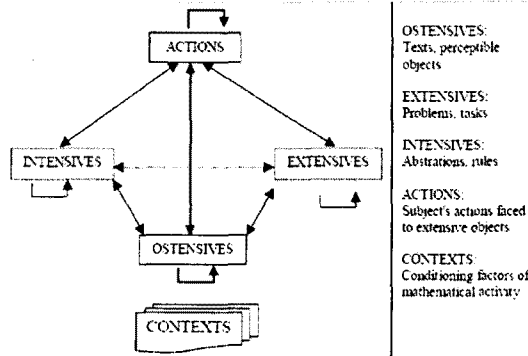 ACTIONS
INTENSIVES
EXTENSIVES
OSTENSIVES
CONTEXTS
OSTENSIVES:
Texts, perceptible
objects
EXTENSIVES:
Problems, tasks
INTENSIVES:
Abstrations, rules
ACTIONS:
Subject's actions faced
to extensive objects
CONTEXTS:
Conditioning factors of
mathematical activity